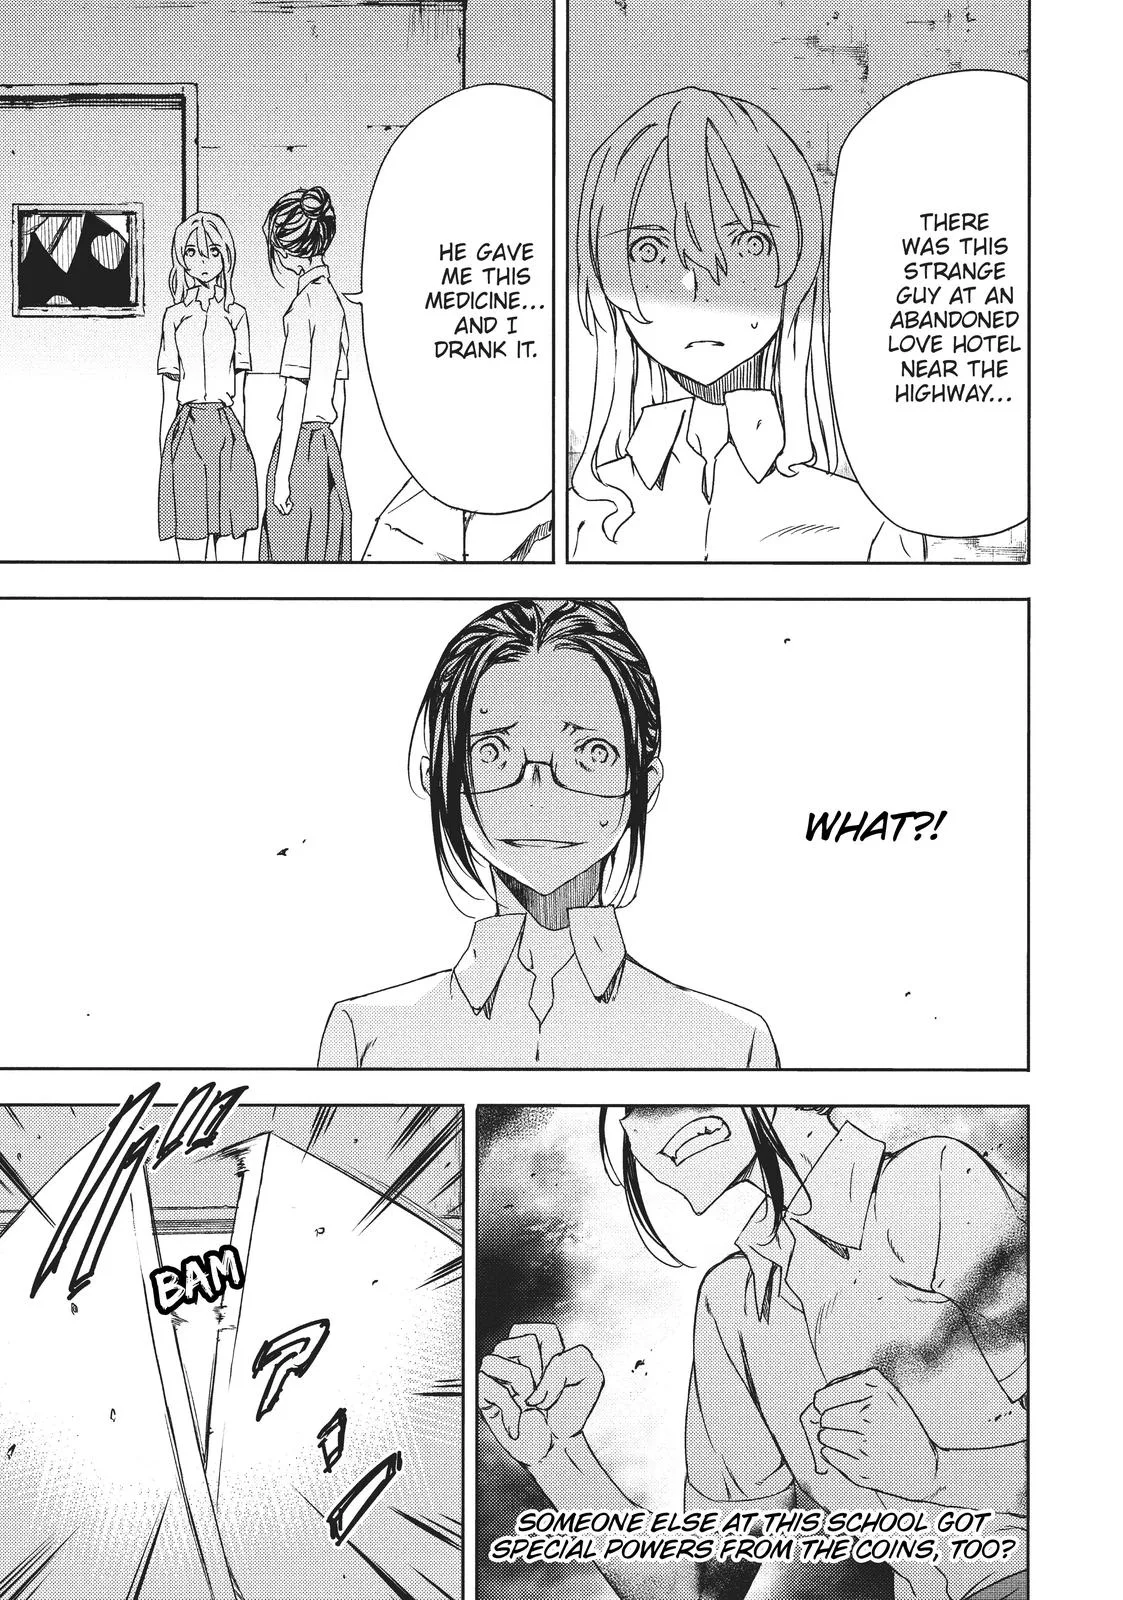 THERE
WAS THIS
STRANGE
GUY AT AN
ABANDONED
LOVE HOTEL
NEAR THE
HIGHWAY...
HE GAVE
ME THIS
MEDICINE...
AND I
DRANK IT.
WHAT?!
SOMEONE ELSE AT THIS SCHOOL GOT
SPECIAL POWERS FROM THE COINS, TOO?
BAM